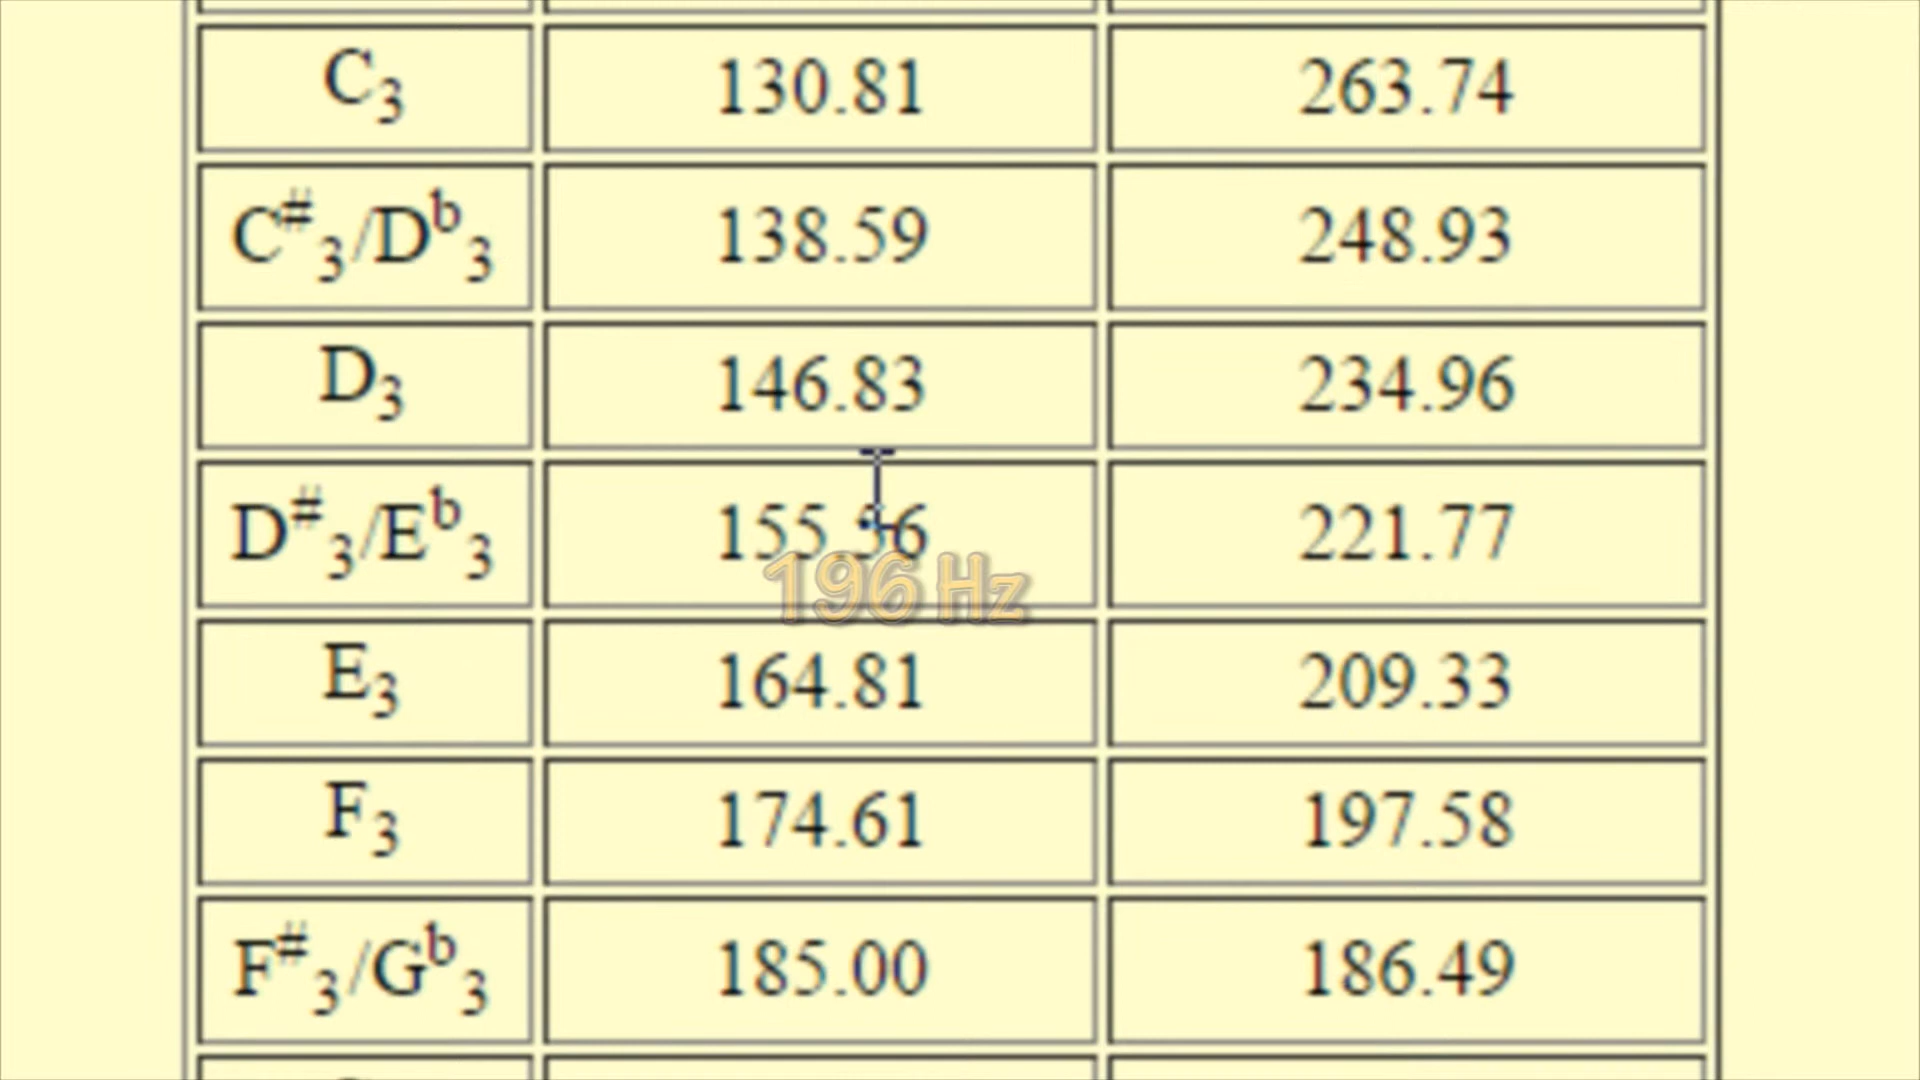 C3 130.81 263.74
C#3/Db3 138.59 248.93
D3 146.83 234.96
D#3/Eb3 155.56 221.77
196 Hz
E3 164.81 209.33
F3 174.61 197.58
F#3/Gb3 185.00 186.49